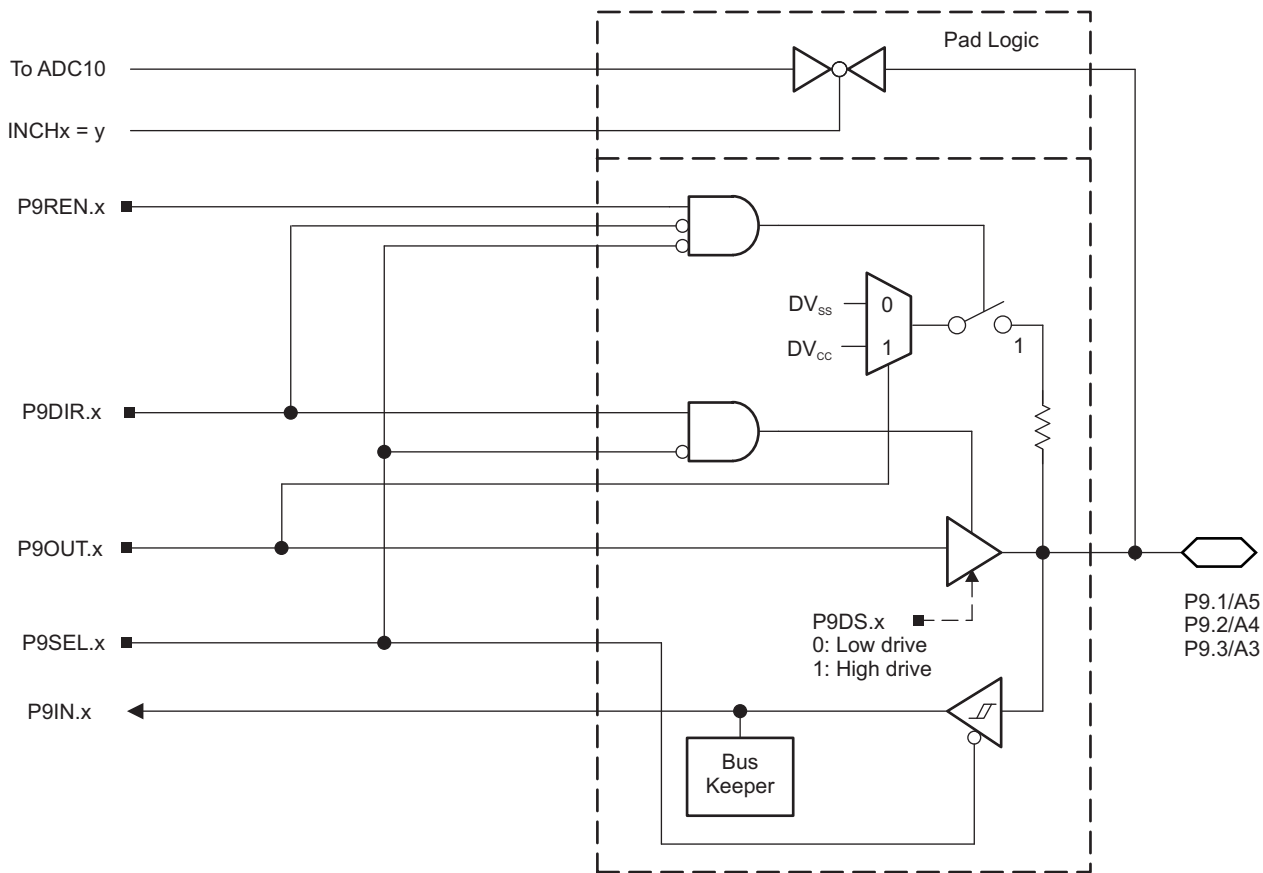 Pad Logic
To ADC10
INCHx = y
P9REN.x
DVSS
0
DVCC
1
1
P9DIR.x
P9OUT.x
P9DS.x
0: Low drive
1: High drive
P9.1/A5
P9.2/A4
P9.3/A3
P9SEL.x
P9IN.x
Bus
Keeper